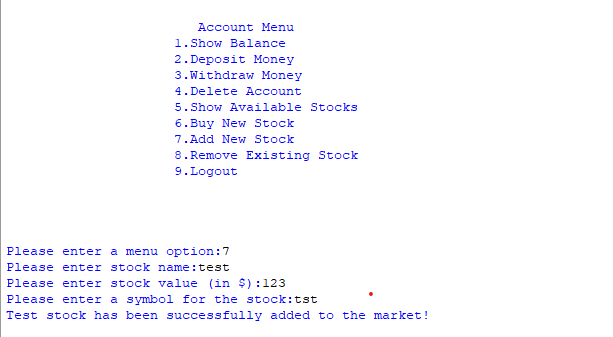 Account Menu
1.Show Balance
2.Deposit Money
3.Withdraw Money
4.Delete Account
5.Show Available Stocks
6.Buy New Stock
7.Add New Stock
8.Remove Existing Stock
9.Logout
Please enter a menu option:7
Please enter stock name:test
Please enter stock value (in $):123
Please enter a symbol for the stock:tst
Test stock has been successfully added to the market!